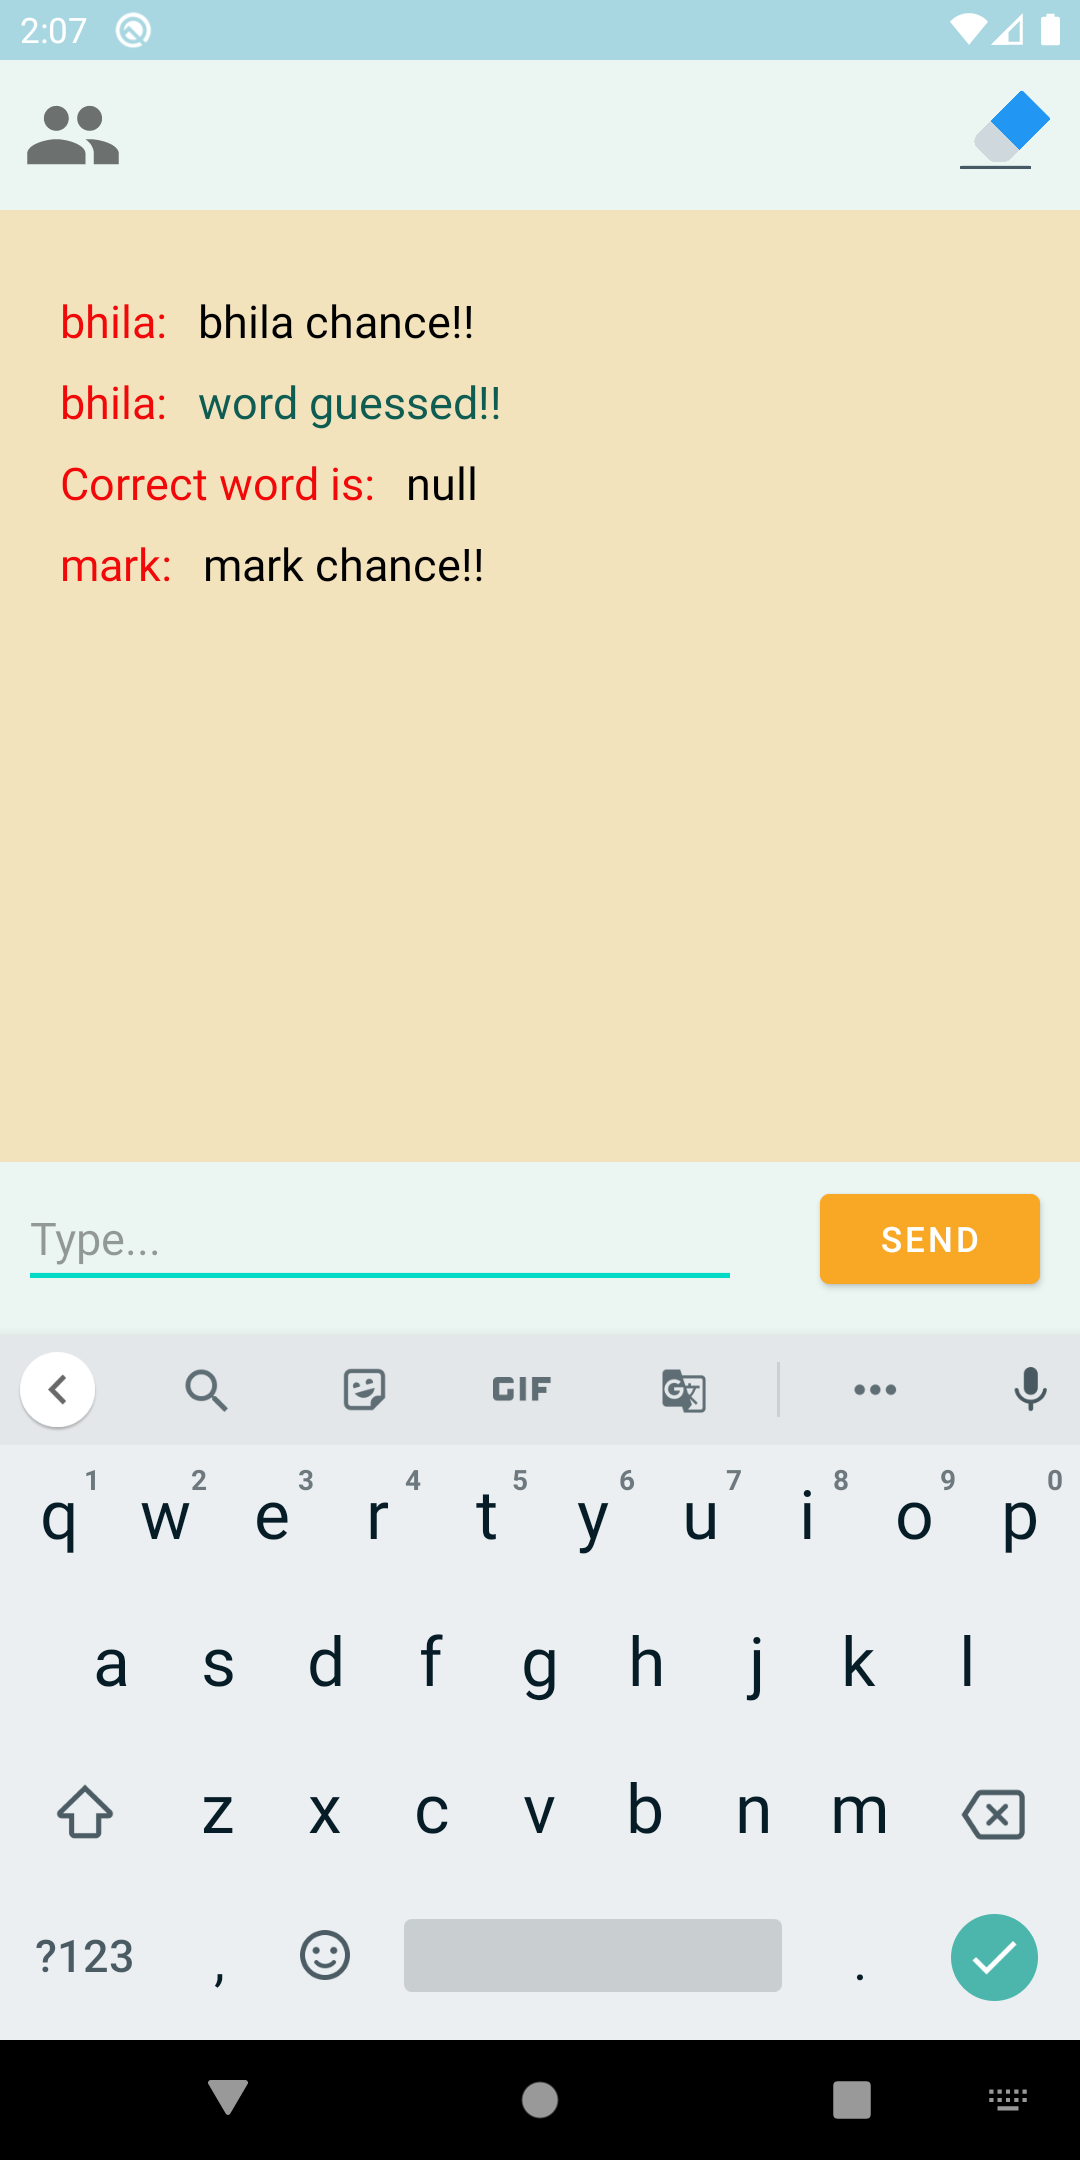 2:07
bhila: bhila chance!!
bhila: word guessed!!
Correct word is: null
mark: mark chance!!
Type...
SEND
GIF
G 文
1 2 3 4 5 6 7 8 9 0
q w e r t y u i o p
a s d f g h j k l
z x c v b n m
?123 , .